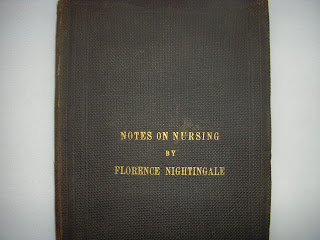 NOTES ON NURSING
BY
FLORENCE NIGHTINGALE